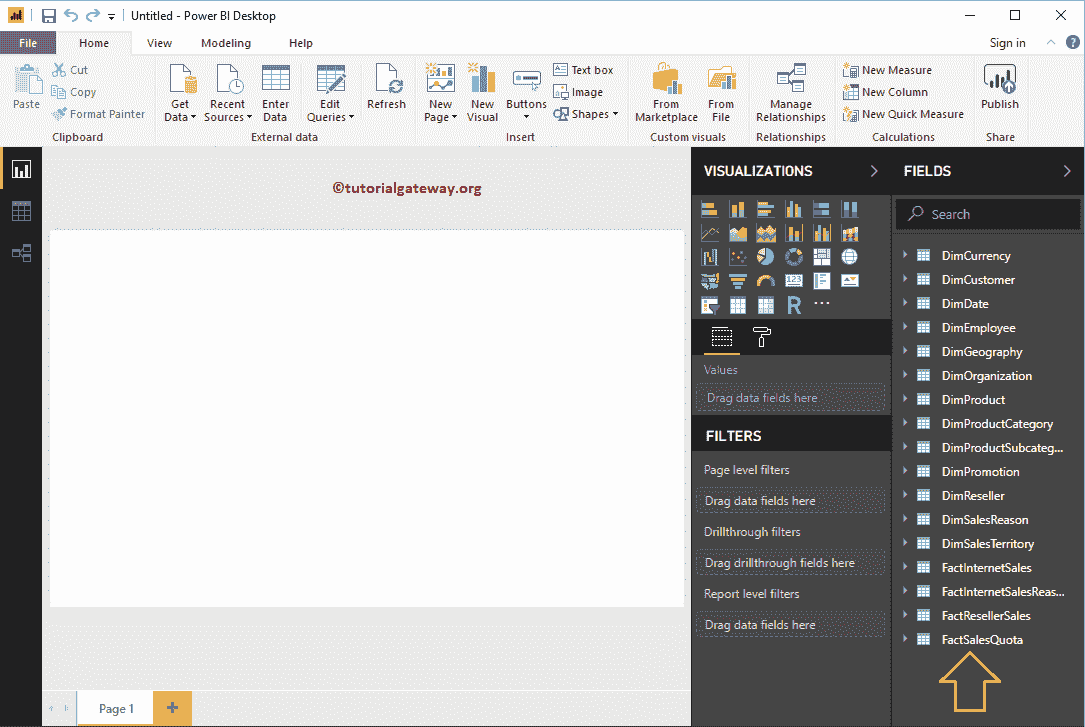 Untitled - Power BI Desktop
File Home View Modeling Help Sign in
Paste
Cut
Copy
Format Painter
Clipboard
Get Data
Recent Sources
Enter Data
Edit Queries
External data
Refresh
New Page
New Visual
Buttons
Text box
Image
Shapes
Insert
From Marketplace
From File
Custom visuals
Manage Relationships
Relationships
New Measure
New Column
New Quick Measure
Calculations
Publish
Share
©tutorialgateway.org
VISUALIZATIONS
123
R
Values
Drag data fields here
FILTERS
Page level filters
Drag data fields here
Drillthrough filters
Drag drillthrough fields here
Report level filters
Drag data fields here
FIELDS
Search
DimCurrency
DimCustomer
DimDate
DimEmployee
DimGeography
DimOrganization
DimProduct
DimProductCategory
DimProductSubcateg...
DimPromotion
DimReseller
DimSalesReason
DimSalesTerritory
FactInternetSales
FactInternetSalesReas...
FactResellerSales
FactSalesQuota
Page 1